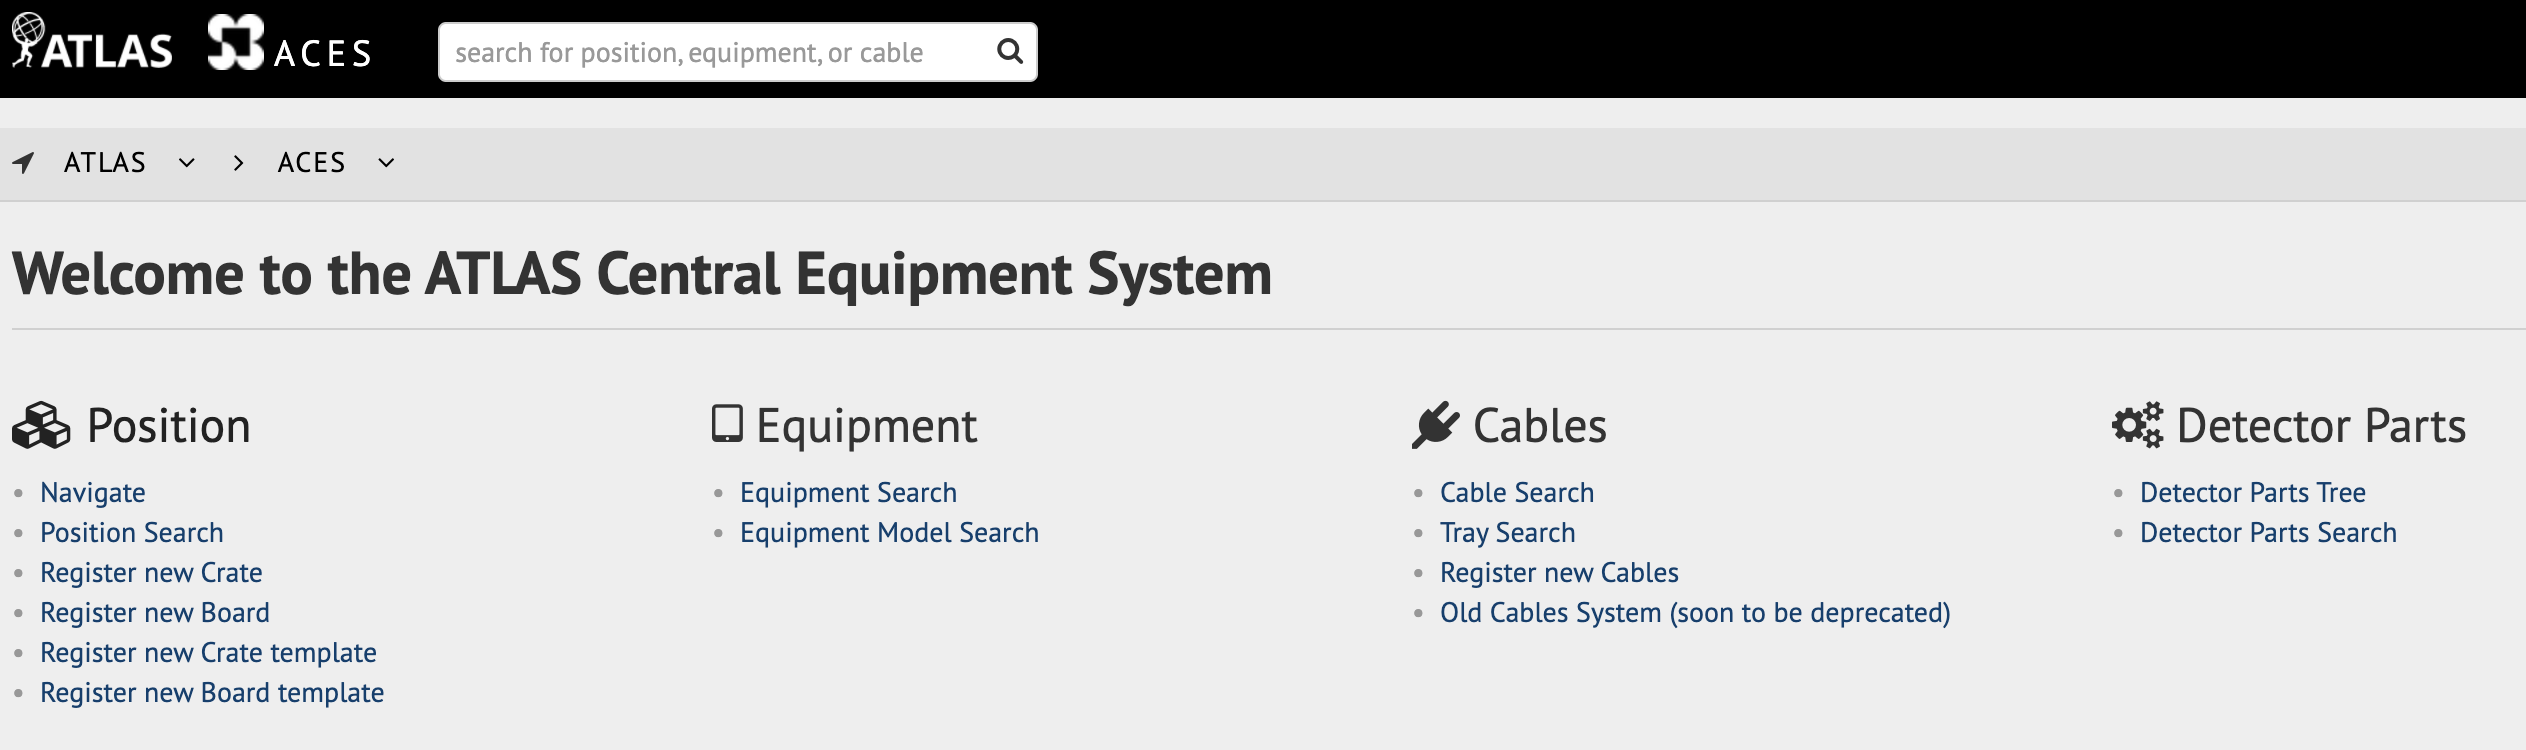 ATLAS ACES search for position, equipment, or cable
ATLAS > ACES
Welcome to the ATLAS Central Equipment System
Position
Navigate
Position Search
Register new Crate
Register new Board
Register new Crate template
Register new Board template
Equipment
Equipment Search
Equipment Model Search
Cables
Cable Search
Tray Search
Register new Cables
Old Cables System (soon to be deprecated)
Detector Parts
Detector Parts Tree
Detector Parts Search